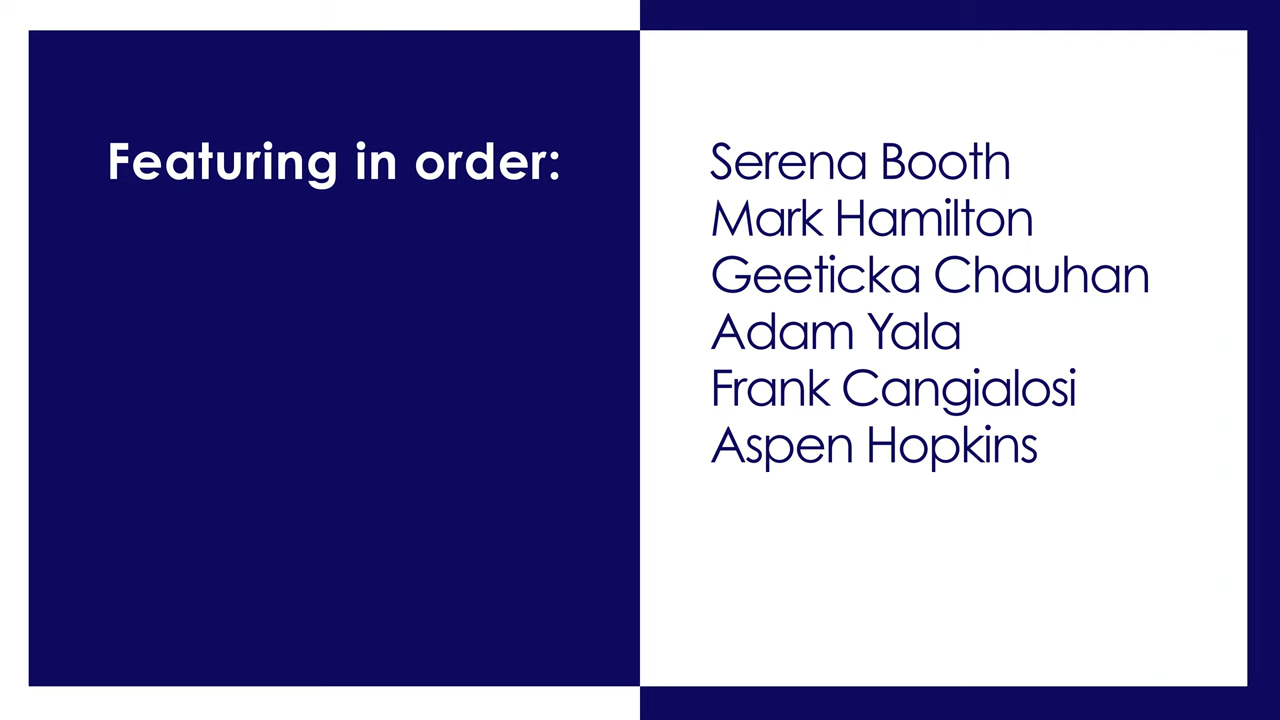 Featuring in order:
Serena Booth
Mark Hamilton
Geeticka Chauhan
Adam Yala
Frank Cangialosi
Aspen Hopkins